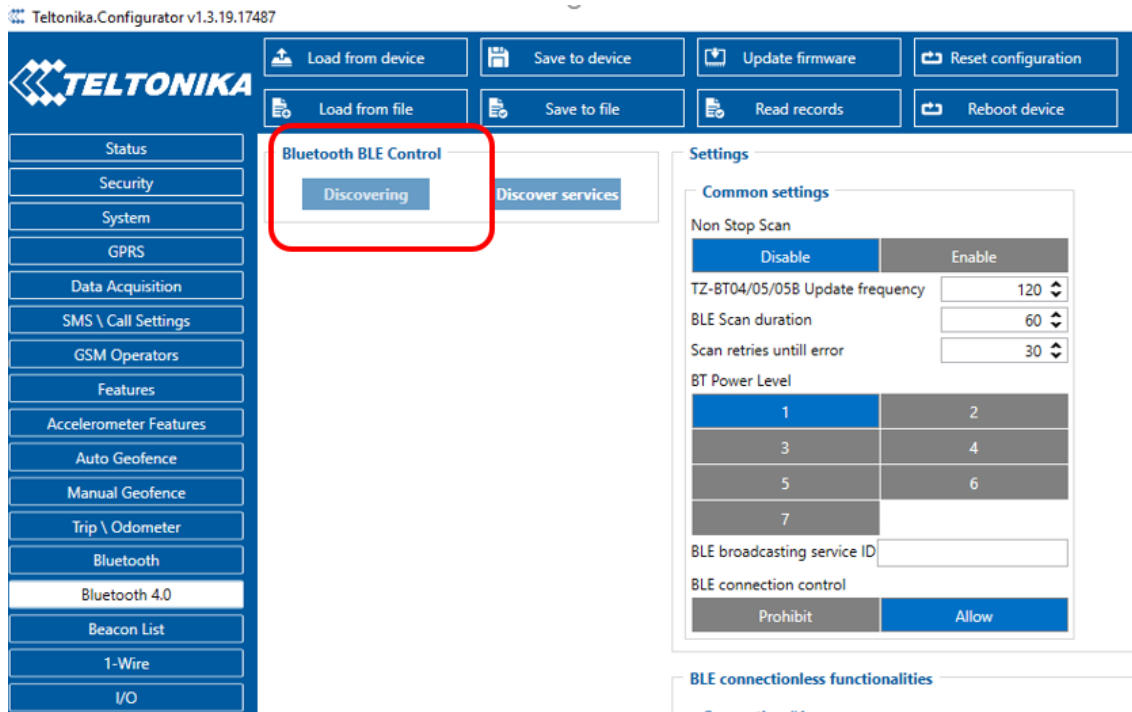 Teltonika.Configurator v1.3.19.17487
TELTONIKA
Load from device
Save to device
Update firmware
Reset configuration
Load from file
Save to file
Read records
Reboot device
Status
Security
System
GPRS
Data Acquisition
SMS \ Call Settings
GSM Operators
Features
Accelerometer Features
Auto Geofence
Manual Geofence
Trip \ Odometer
Bluetooth
Bluetooth 4.0
Beacon List
1-Wire
I/O
Bluetooth BLE Control
Discovering
Discover services
Settings
Common settings
Non Stop Scan
Disable
Enable
TZ-BT04/05/05B Update frequency
120
BLE Scan duration
60
Scan retries untill error
30
BT Power Level
1
2
3
4
5
6
7
BLE broadcasting service ID
BLE connection control
Prohibit
Allow
BLE connectionless functionalities